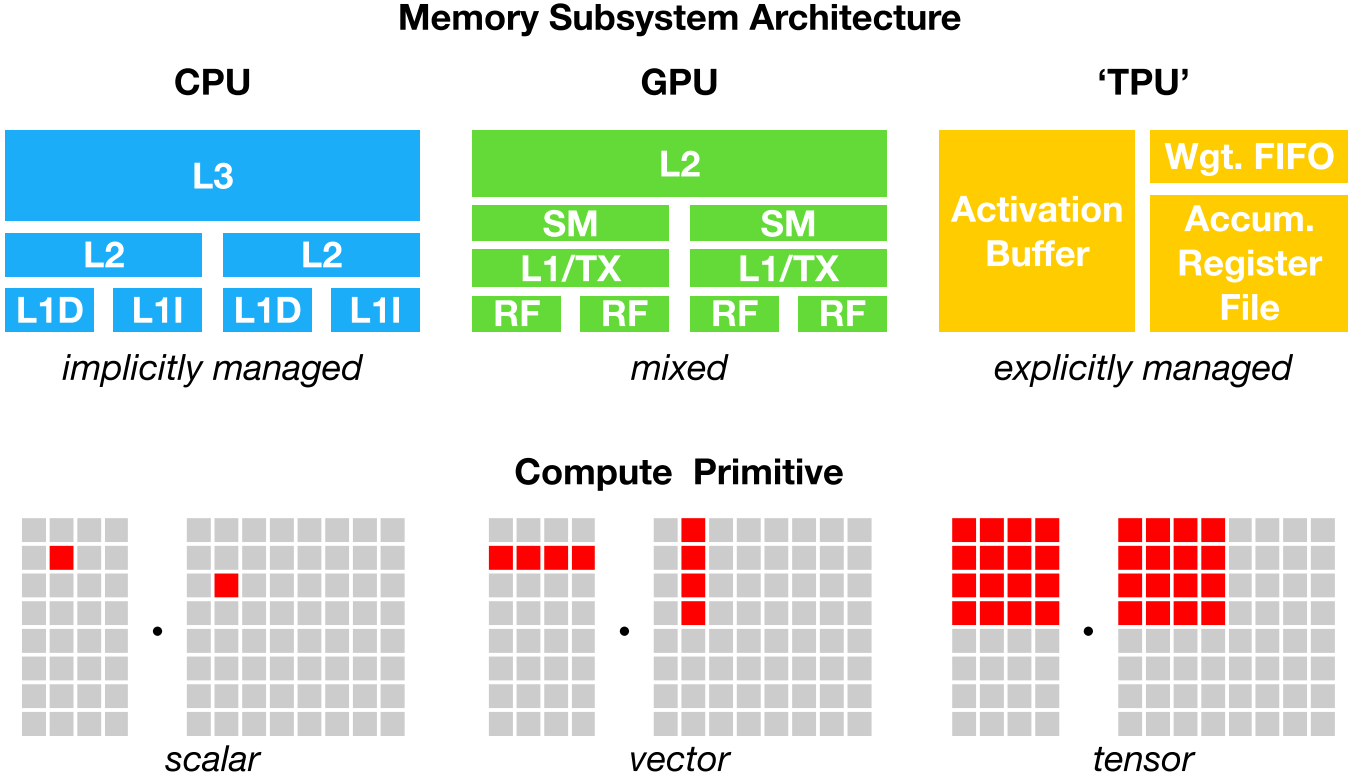 Memory Subsystem Architecture
CPU
GPU
‘TPU’
L3
L2
L2
L1D
L1I
L1D
L1I
implicitly managed
L2
SM
SM
L1/TX
L1/TX
RF
RF
RF
RF
mixed
Activation
Buffer
Wgt. FIFO
Accum.
Register
File
explicitly managed
Compute Primitive
scalar
vector
tensor